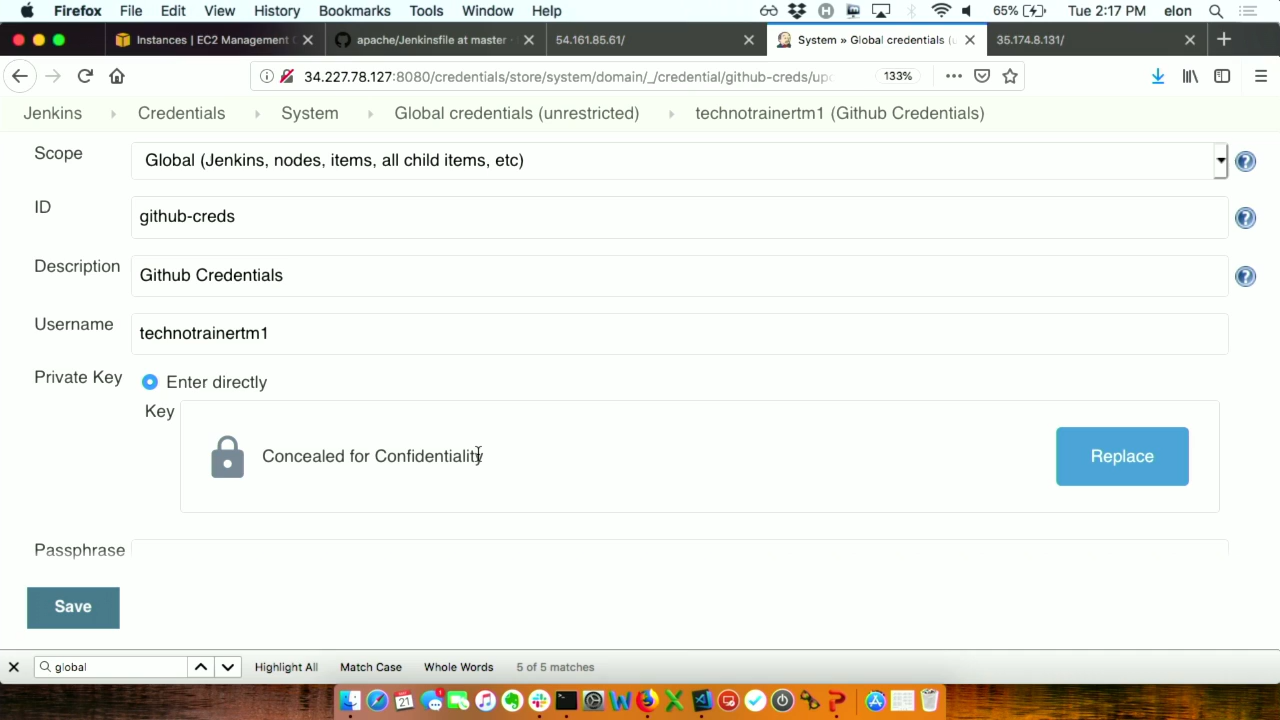 Firefox File Edit View History Bookmarks Tools Window Help 65% Tue 2:17 PM elon
Instances | EC2 Management C apache/Jenkinsfile at master · 54.161.85.61/ System » Global credentials (u 35.174.8.131/
34.227.78.127:8080/credentials/store/system/domain/_/credential/github-creds/upd 133%
Jenkins Credentials System Global credentials (unrestricted) technotrainertm1 (Github Credentials)
Scope Global (Jenkins, nodes, items, all child items, etc)
ID github-creds
Description Github Credentials
Username technotrainertm1
Private Key Enter directly
Key
Concealed for Confidentiality Replace
Passphrase
Save
global Highlight All Match Case Whole Words 5 of 5 matches